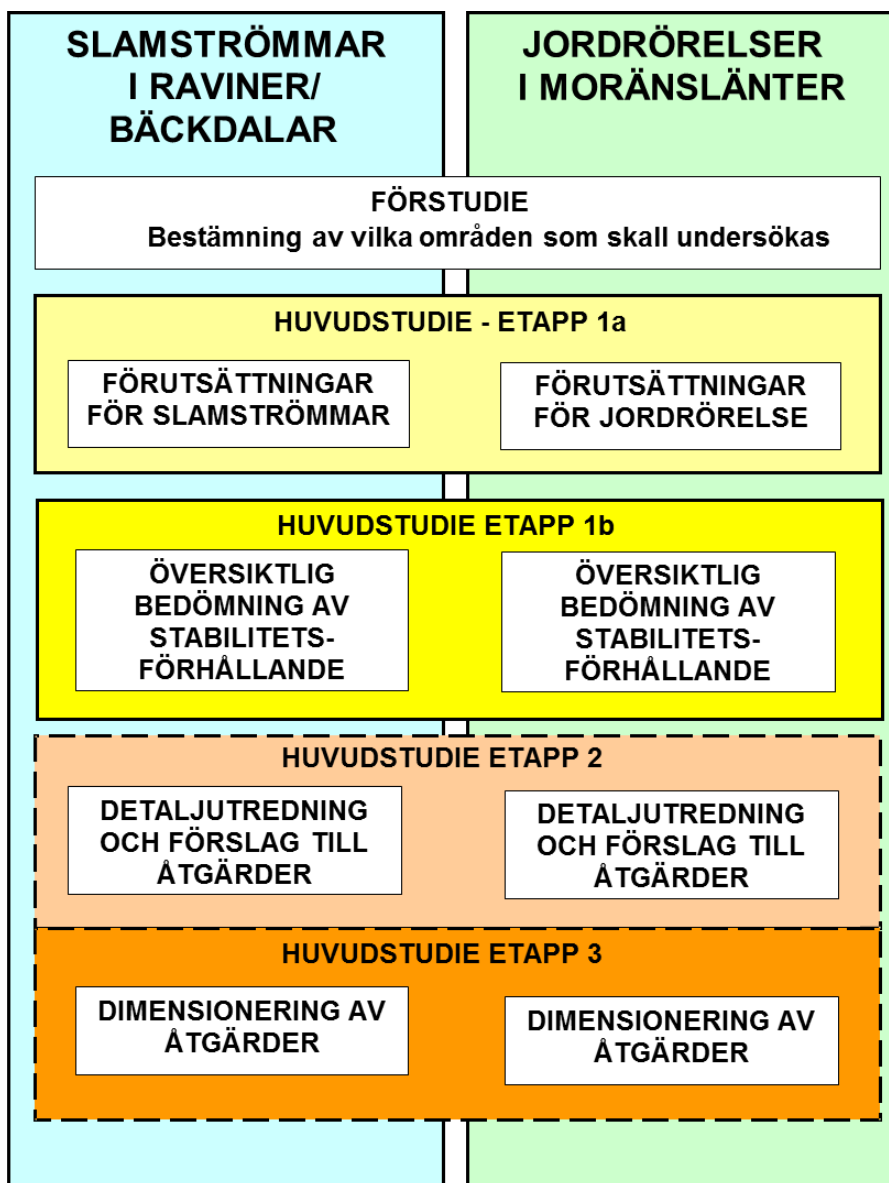 SLAMSTRÖMMAR
I RAVINER/
BÄCKDALAR
JORDRÖRELSER
I MORÄNSLÄNTER
FÖRSTUDIE
Bestämning av vilka områden som skall undersökas
HUVUDSTUDIE - ETAPP 1a
FÖRUTSÄTTNINGAR
FÖR SLAMSTRÖMMAR
FÖRUTSÄTTNINGAR
FÖR JORDRÖRELSE
HUVUDSTUDIE ETAPP 1b
ÖVERSIKTLIG
BEDÖMNING AV
STABILITETS-
FÖRHÅLLANDE
ÖVERSIKTLIG
BEDÖMNING AV
STABILITETS-
FÖRHÅLLANDE
HUVUDSTUDIE ETAPP 2
DETALJUTREDNING
OCH FÖRSLAG TILL
ÅTGÄRDER
DETALJUTREDNING
OCH FÖRSLAG TILL
ÅTGÄRDER
HUVUDSTUDIE ETAPP 3
DIMENSIONERING AV
ÅTGÄRDER
DIMENSIONERING AV
ÅTGÄRDER